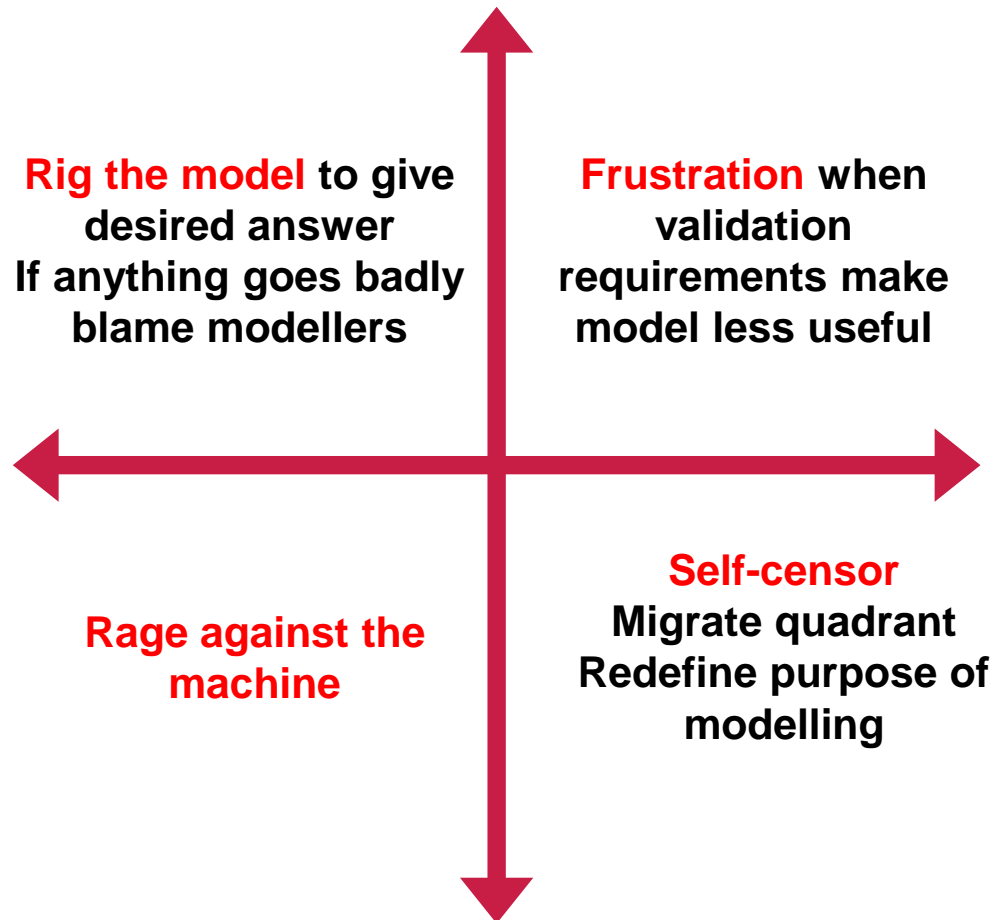 Rig the model to give
desired answer
If anything goes badly
blame modellers
Frustration when
validation
requirements make
model less useful
Rage against the
machine
Self-censor
Migrate quadrant
Redefine purpose of
modelling